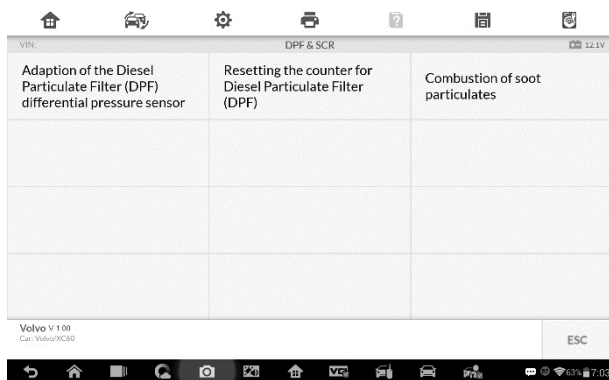 VIN:
DPF & SCR
12.1V
Adaption of the Diesel
Particulate Filter (DPF)
differential pressure sensor
Resetting the counter for
Diesel Particulate Filter
(DPF)
Combustion of soot
particulates
Volvo V 1.00
Car: Volvo/XC60
ESC
63%
7:03